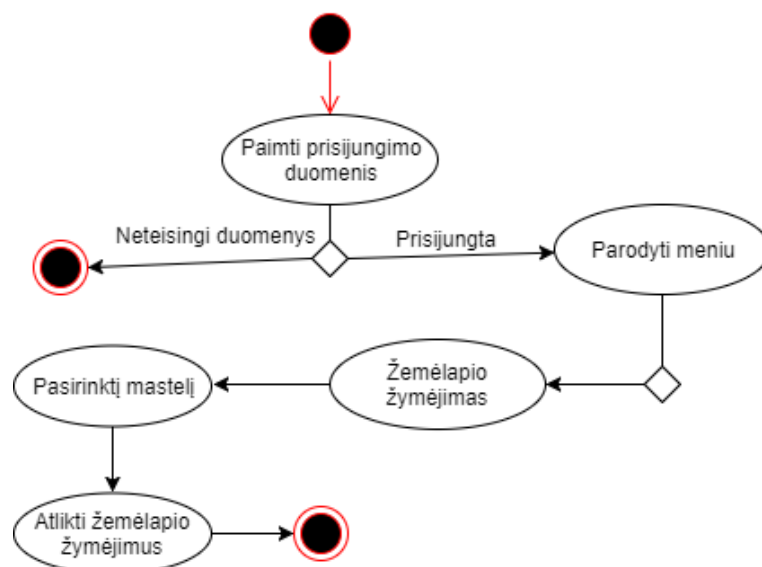 Paimti prisijungimo
duomenis
Neteisingi duomenys
Prisijungta
Parodyti meniu
Žemėlapio
žymėjimas
Pasirinktį mastelį
Atlikti žemėlapio
žymėjimus